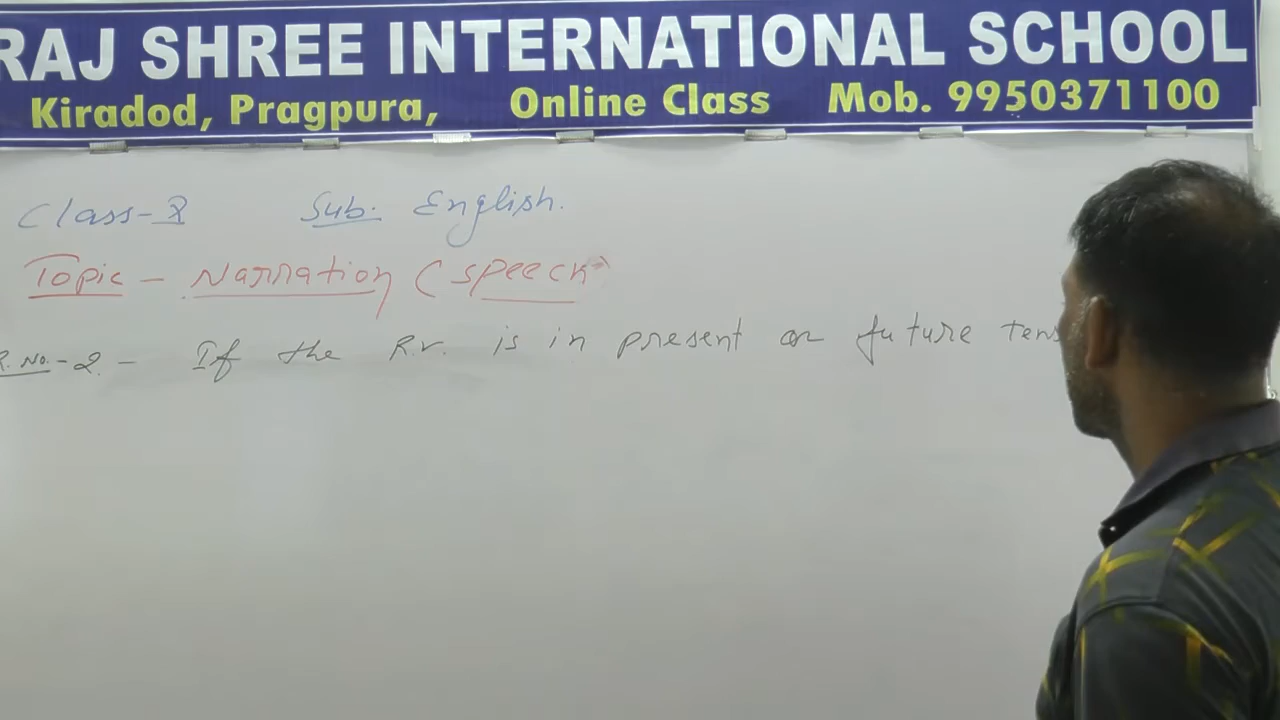 RAJ SHREE INTERNATIONAL SCHOOL
Kiradod, Pragpura, Online Class Mob. 9950371100
Class-X Sub. English.
Topic - Narration (Speech)
R. No.-2 - If the R.v. is in present or future tens